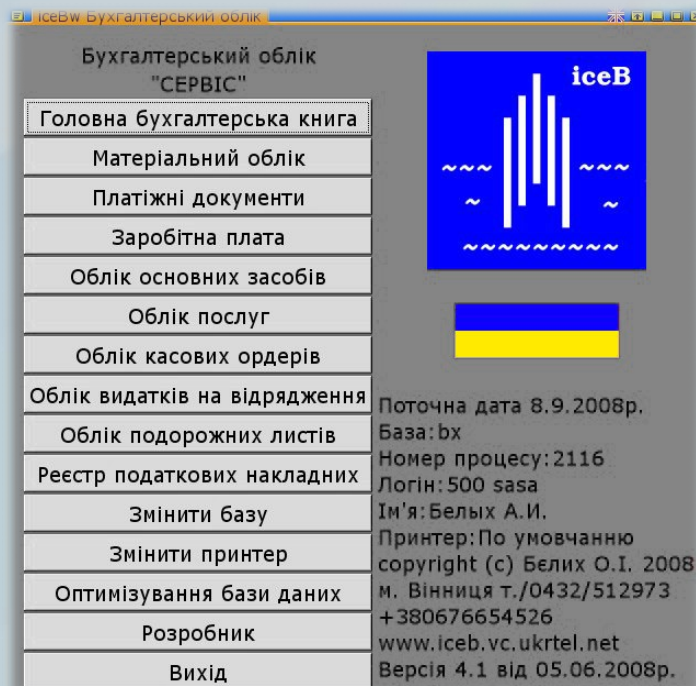 iceBw Бухгалтерський облік
Бухгалтерський облік
"СЕРВІС"
Головна бухгалтерська книга
Матеріальний облік
Платіжні документи
Заробітна плата
Облік основних засобів
Облік послуг
Облік касових ордерів
Облік видатків на відрядження
Облік подорожних листів
Реєстр податкових накладних
Змінити базу
Змінити принтер
Оптимізування бази даних
Розробник
Вихід
iceB
~~~ ~~~
~ ~
~~~~~~~~~
Поточна дата 8.9.2008р.
База:bx
Номер процесу:2116
Логін:500 sasa
Ім'я:Белых А.И.
Принтер:По умовчанню
copyright (c) Бєлих О.І. 2008
м. Вінниця т./0432/512973
+380676654526
www.iceb.vc.ukrtel.net
Версія 4.1 від 05.06.2008р.